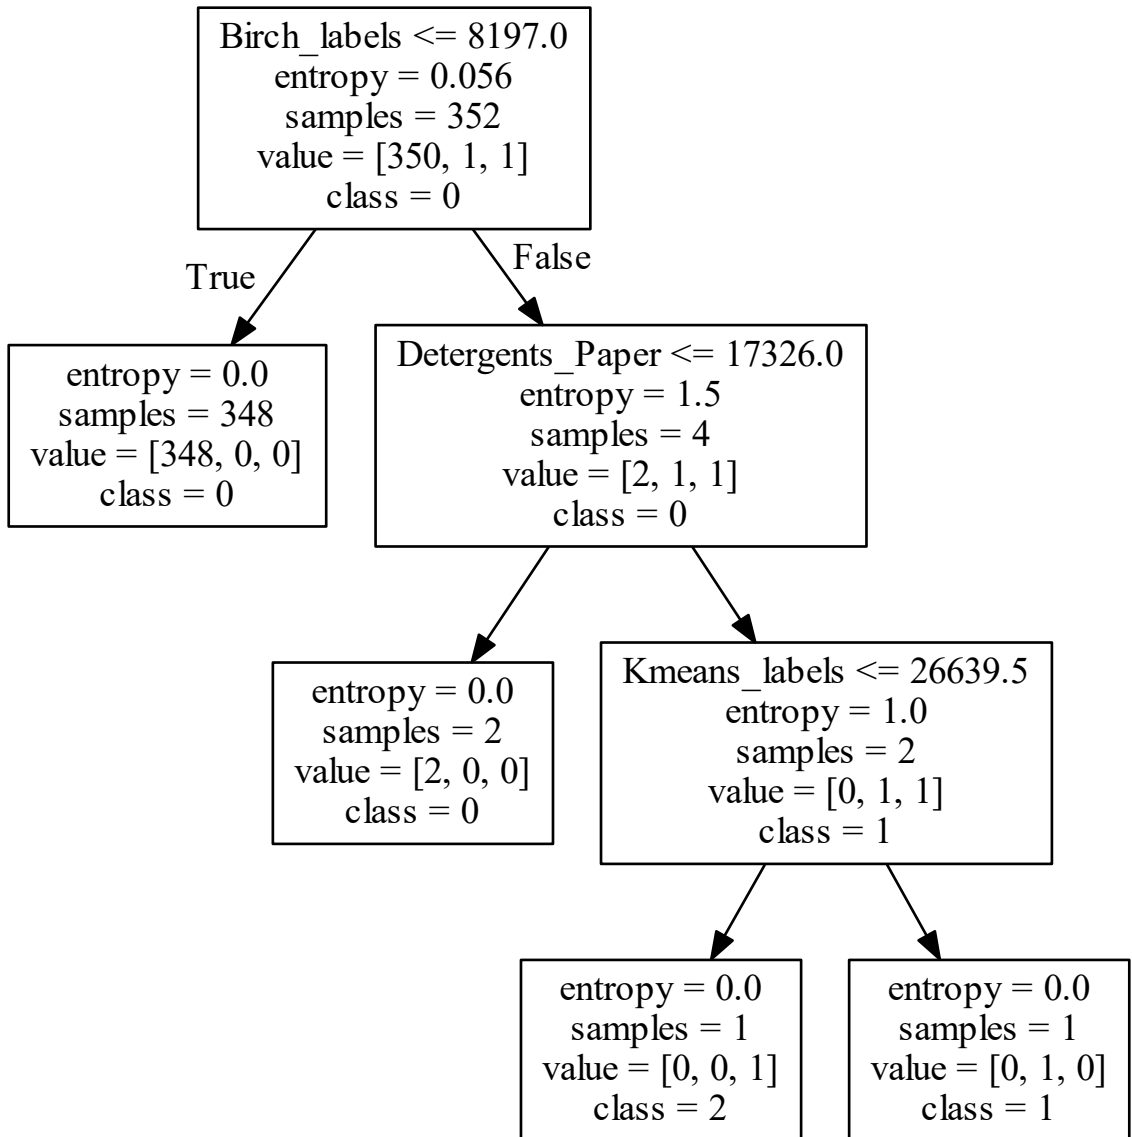 Birch_labels <= 8197.0
entropy = 0.056
samples = 352
value = [350, 1, 1]
class = 0
True
False
entropy = 0.0
samples = 348
value = [348, 0, 0]
class = 0
Detergents_Paper <= 17326.0
entropy = 1.5
samples = 4
value = [2, 1, 1]
class = 0
entropy = 0.0
samples = 2
value = [2, 0, 0]
class = 0
Kmeans_labels <= 26639.5
entropy = 1.0
samples = 2
value = [0, 1, 1]
class = 1
entropy = 0.0
samples = 1
value = [0, 0, 1]
class = 2
entropy = 0.0
samples = 1
value = [0, 1, 0]
class = 1